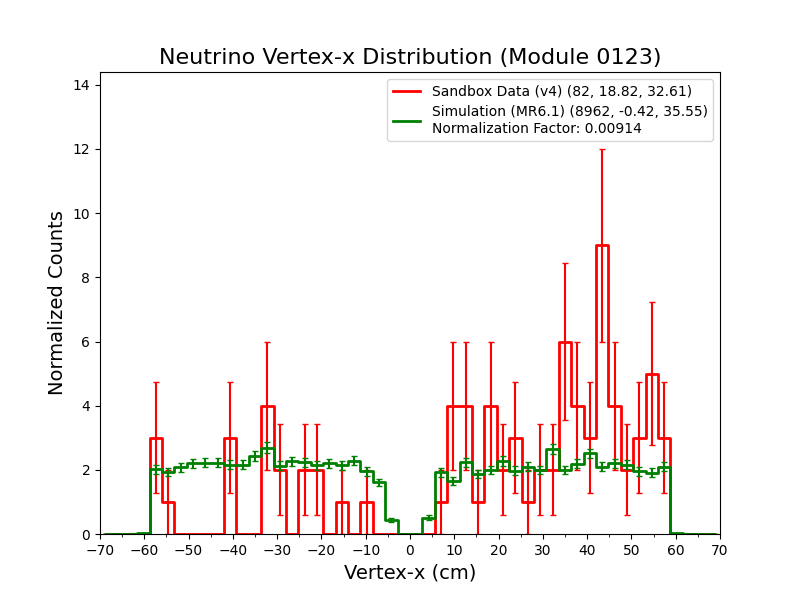 Neutrino Vertex-x Distribution (Module 0123)
Sandbox Data (v4) (82, 18.82, 32.61)
Simulation (MR6.1) (8962, -0.42, 35.55)
Normalization Factor: 0.00914
Normalized Counts
14
12
10
8
6
4
2
0
−70 −60 −50 −40 −30 −20 −10 0 10 20 30 40 50 60 70
Vertex-x (cm)